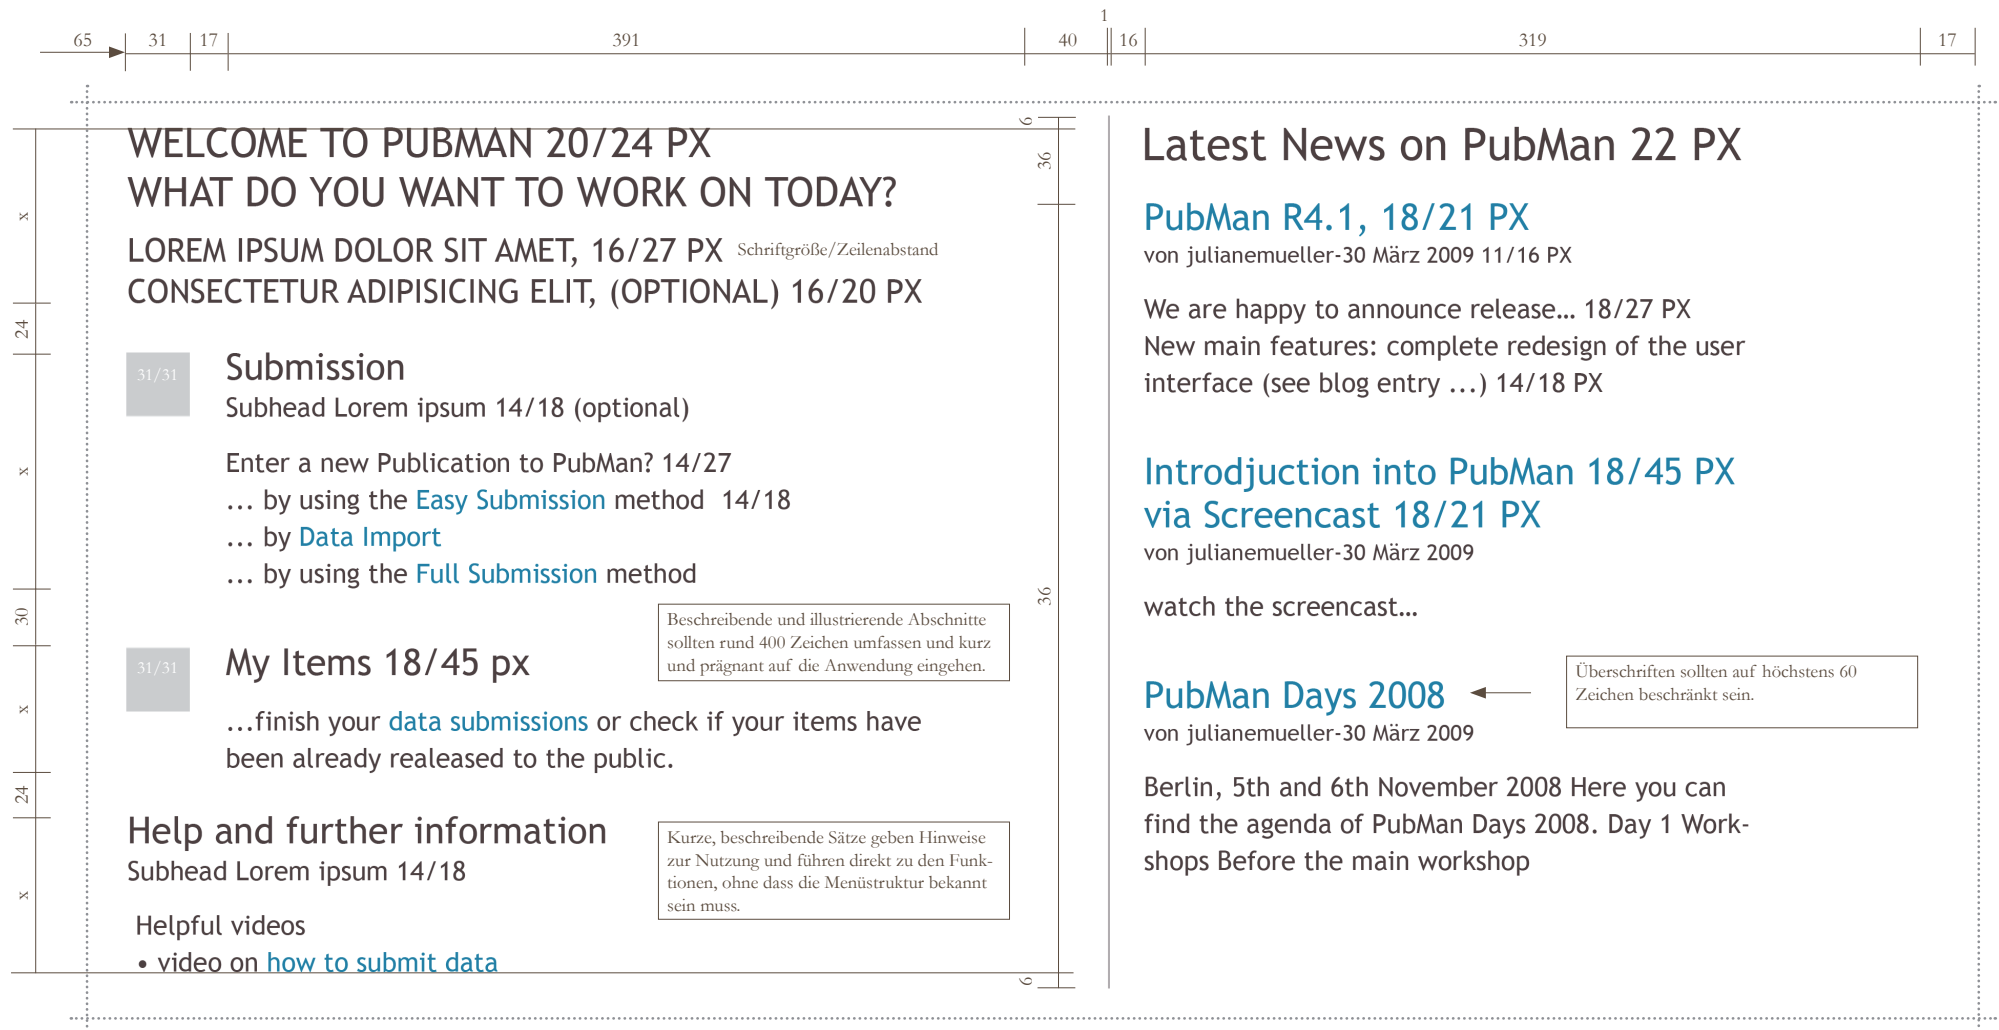 1
65 31 17 391 40 16 319 17
6
WELCOME TO PUBMAN 20/24 PX
WHAT DO YOU WANT TO WORK ON TODAY?
36
x
LOREM IPSUM DOLOR SIT AMET, 16/27 PX Schriftgröße/Zeilenabstand
CONSECTETUR ADIPISICING ELIT, (OPTIONAL) 16/20 PX
24
31/31
Submission
Subhead Lorem ipsum 14/18 (optional)
x
Enter a new Publication to PubMan? 14/27
... by using the Easy Submission method 14/18
... by Data Import
... by using the Full Submission method
36
30
Beschreibende und illustrierende Abschnitte
sollten rund 400 Zeichen umfassen und kurz
und prägnant auf die Anwendung eingehen.
31/31
My Items 18/45 px
x
...finish your data submissions or check if your items have
been already realeased to the public.
24
Help and further information
Subhead Lorem ipsum 14/18
x
Kurze, beschreibende Sätze geben Hinweise
zur Nutzung und führen direkt zu den Funk-
tionen, ohne dass die Menüstruktur bekannt
sein muss.
Helpful videos
• video on how to submit data
6
Latest News on PubMan 22 PX
PubMan R4.1, 18/21 PX
von julianemueller-30 März 2009 11/16 PX
We are happy to announce release... 18/27 PX
New main features: complete redesign of the user
interface (see blog entry ...) 14/18 PX
Introdjuction into PubMan 18/45 PX
via Screencast 18/21 PX
von julianemueller-30 März 2009
watch the screencast...
Überschriften sollten auf höchstens 60
Zeichen beschränkt sein.
PubMan Days 2008
von julianemueller-30 März 2009
Berlin, 5th and 6th November 2008 Here you can
find the agenda of PubMan Days 2008. Day 1 Work-
shops Before the main workshop